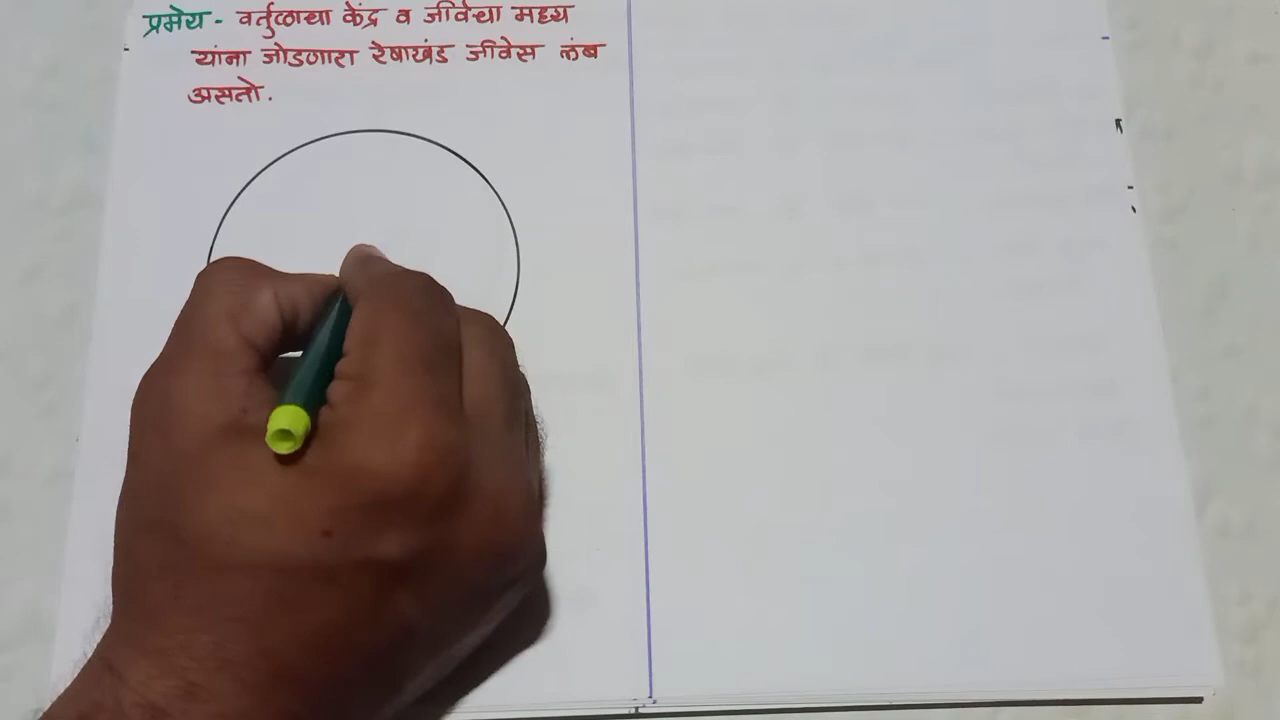 प्रमेय - वर्तुळाचा केंद्र व जीवेचा मध्य
यांना जोडणारा रेषाखंड जीवेस लंब
असतो.